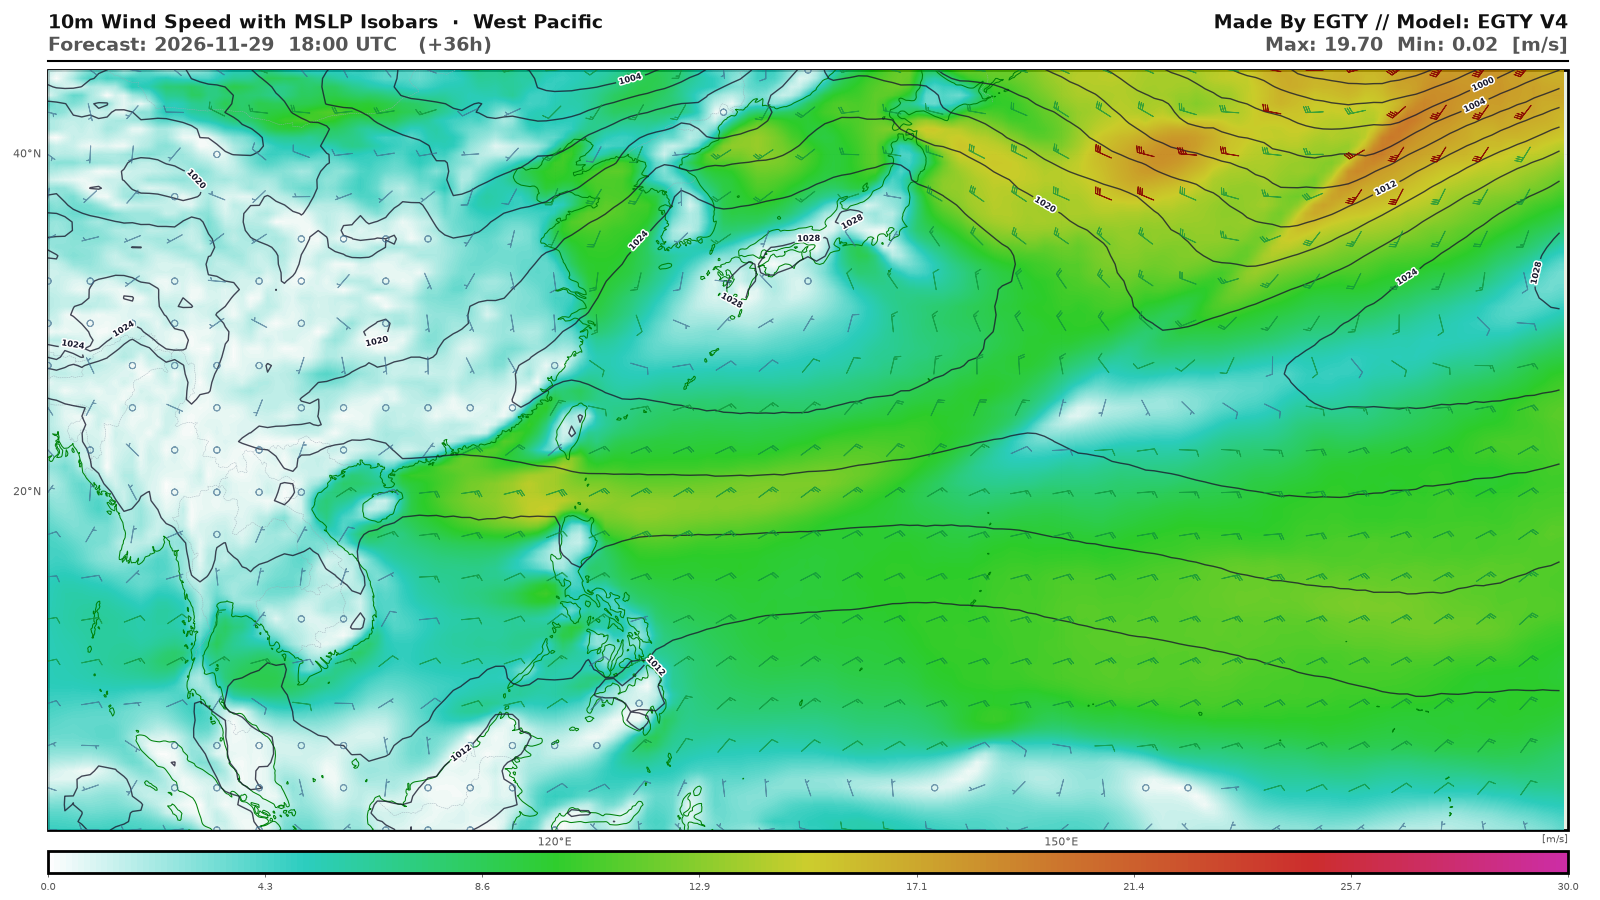 10m Wind Speed with MSLP Isobars · West Pacific
Made By EGTY // Model: EGTY V4
Forecast: 2026-11-29 18:00 UTC (+36h)
Max: 19.70 Min: 0.02 [m/s]
1004
1000
1004
40°N
1020
1012
1020
1028
1028
1024
1024
1028
1028
1024
1024
1020
20°N
1012
1012
120°E
150°E
[m/s]
0.0
4.3
8.6
12.9
17.1
21.4
25.7
30.0